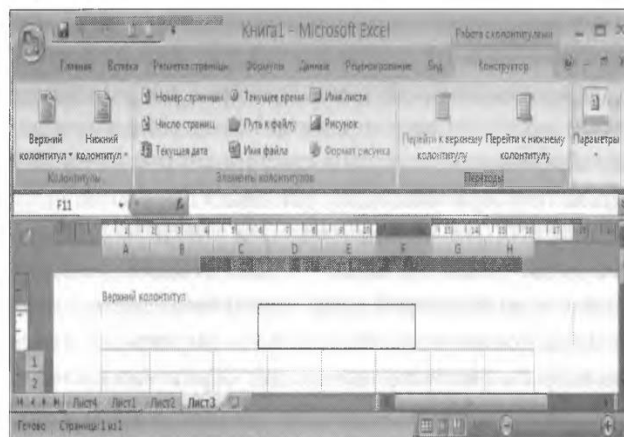 Книга1 - Microsoft Excel Работа с колонтитулами
Главная Вставка Разметка страницы Формулы Данные Рецензирование Вид Конструктор
Номер страницы Текущее время Имя листа
Число страниц Путь к файлу Рисунок
Текущая дата Имя файла Формат рисунка
Верхний колонтитул Нижний колонтитул
Перейти к верхнему колонтитулу Перейти к нижнему колонтитулу
Параметры
Колонтитулы Элементы колонтитулов Переходы
F11 fx
A B C D E F G H
Верхний колонтитул
1
2
Лист4 Лист1 Лист2 Лист3
Готово Страница: 1 из 1